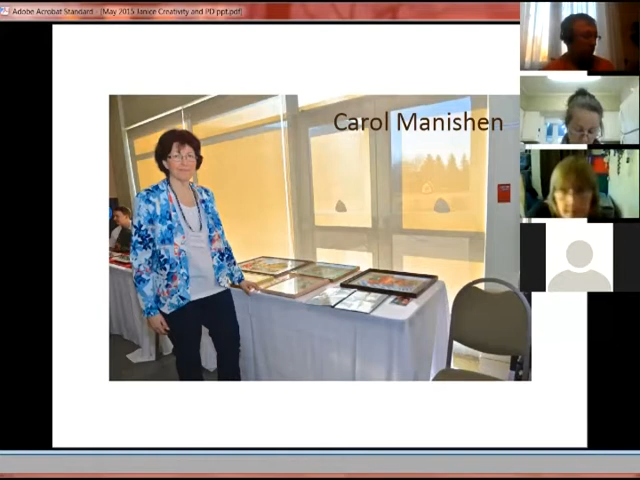 Adobe Acrobat Standard - [May 2015 Janice Creativity and PD ppt.pdf]
Carol Manishen